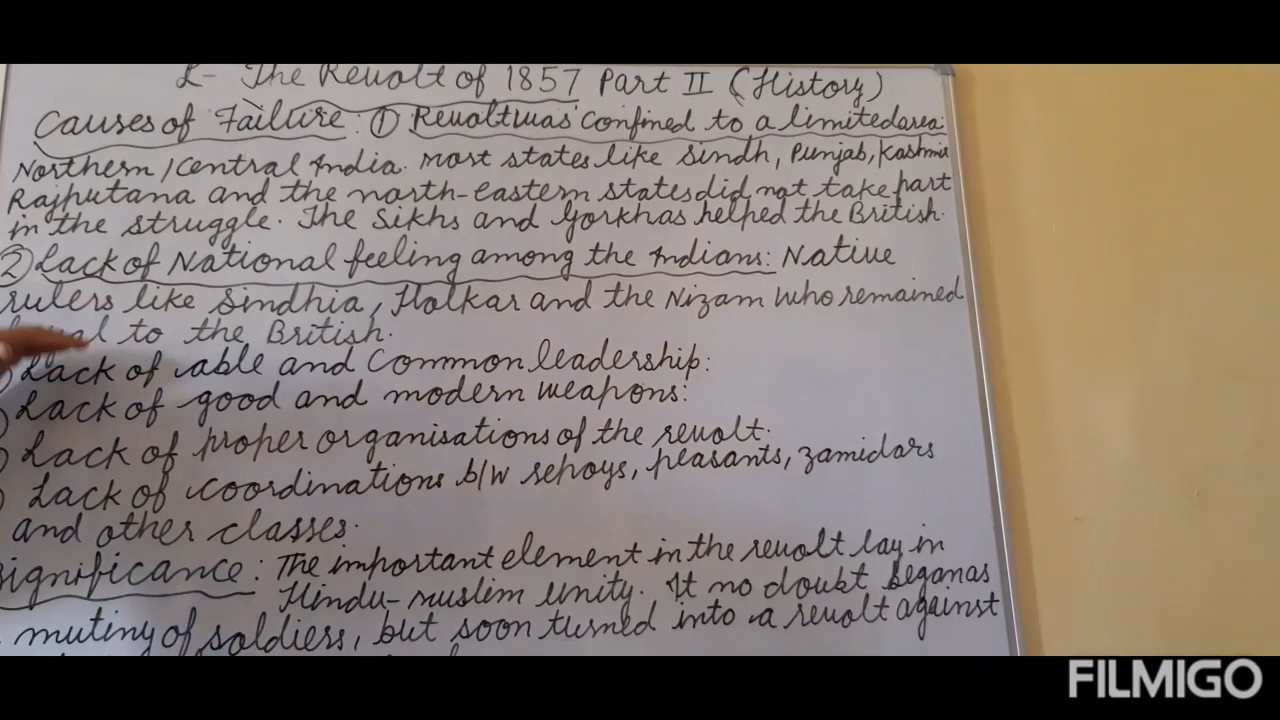 L- The Revolt of 1857 Part II (History)
Causes of Failure: ① Revolt was confined to a limited area:
Northern/Central India. most states like Sindh, Punjab, Kashmir
Rajputana and the north-eastern states did not take part
in the struggle. The Sikhs and Gorkhas helped the British.
② Lack of National feeling among the Indians: Native
rulers like Sindhia, Holkar and the Nizam who remained
to the British.
Lack of able and Common leadership:
Lack of good and modern weapons:
Lack of proper organisations of the revolt.
Lack of coordinations b/w sepoys, peasants, zamidars
and other classes.
Significance: The important element in the revolt lay in
Hindu-muslim unity. It no doubt began as
mutiny of soldiers, but soon turned into a revolt against
FILMIGO